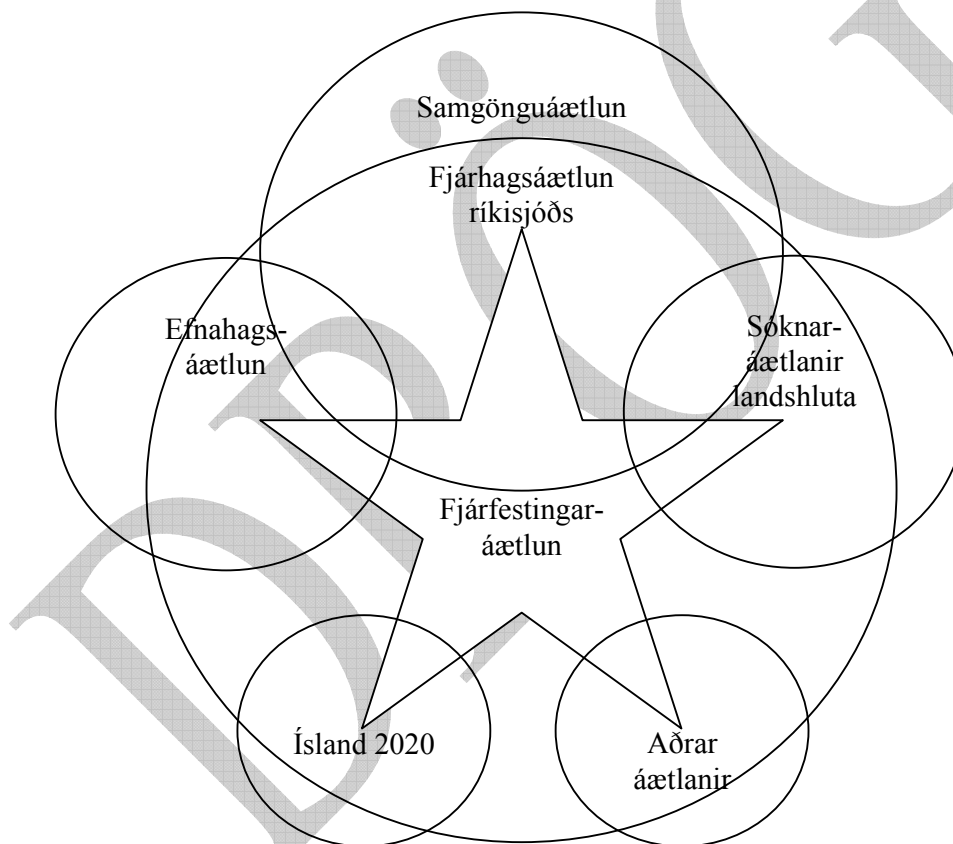 Samgönguáætlun
Fjárhagsáætlun
ríkisjóðs
Efnahags-
áætlun
Sóknar-
áætlanir
landshluta
Fjárfestingar-
áætlun
Ísland 2020
Aðrar
áætlanir